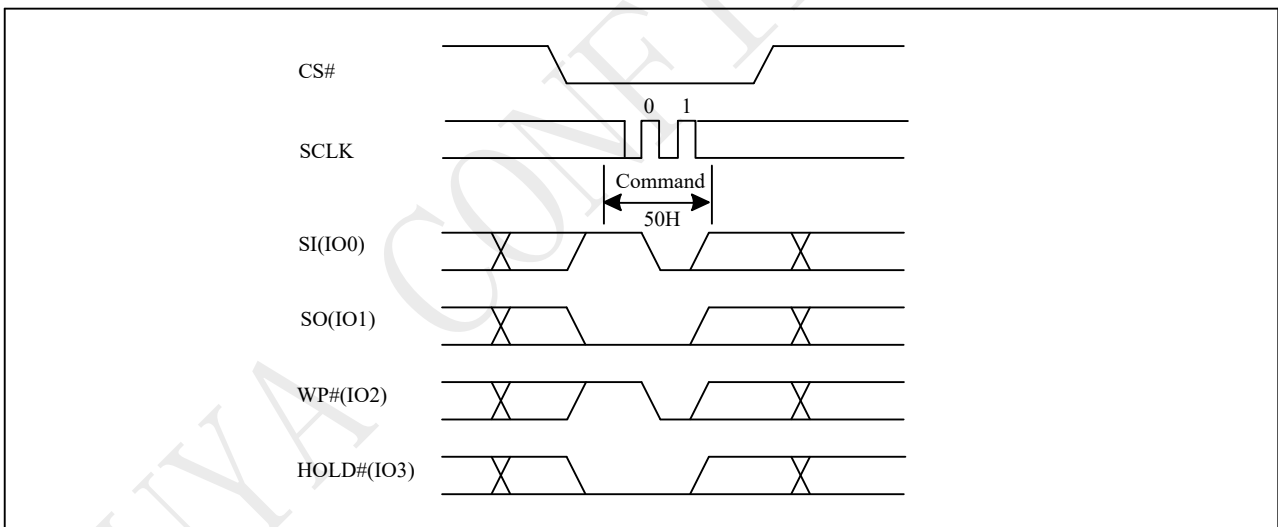 CS#
0 1
SCLK
Command
50H
SI(IO0)
SO(IO1)
WP#(IO2)
HOLD#(IO3)